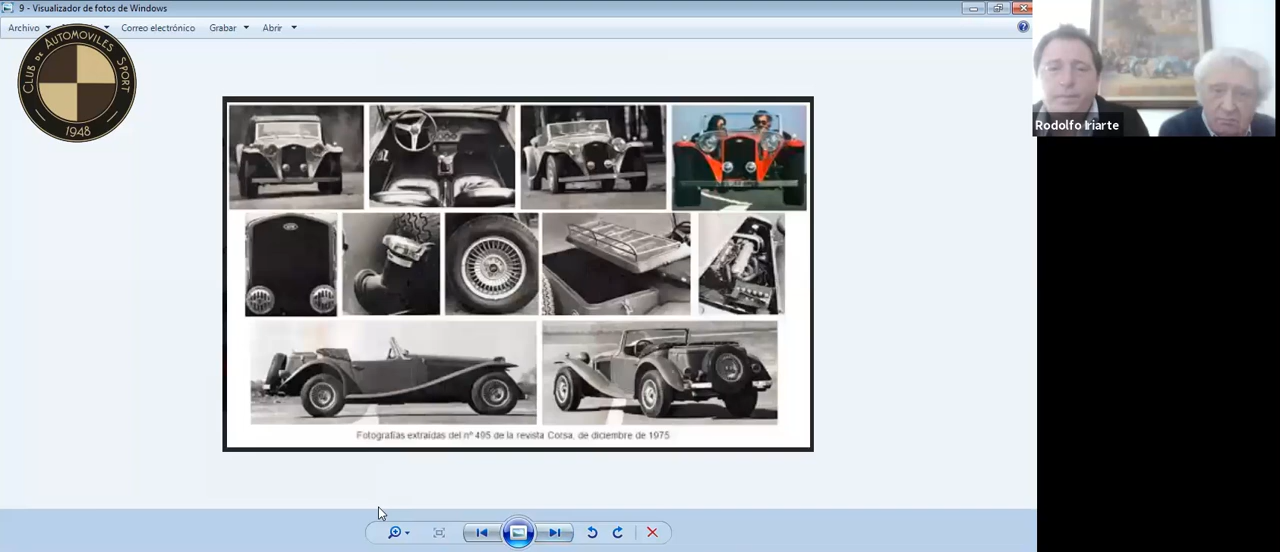 9 - Visualizador de fotos de Windows
Archivo
Correo electrónico
Grabar
Abrir
CLUB DE AUTOMOVILES SPORT
1948
Rodolfo Iriarte
Fotografías extraídas del nº 495 de la revista Corsa, de diciembre de 1975